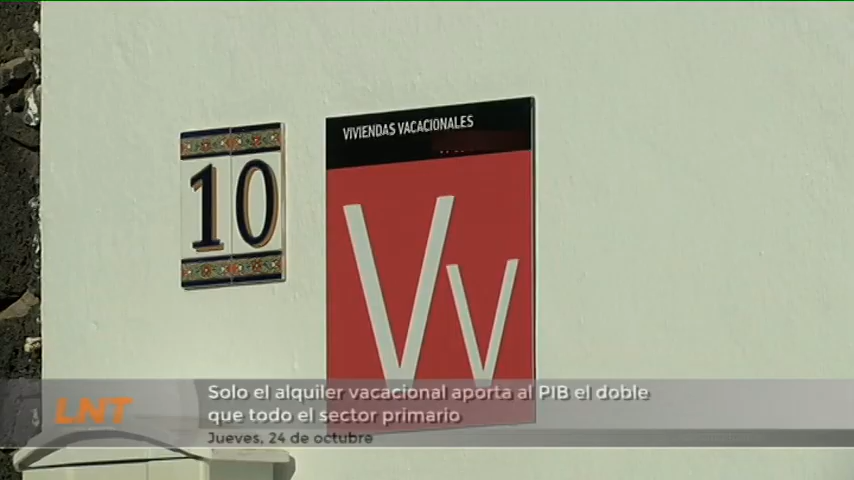 10
VIVIENDAS VACACIONALES
Vv
LNT
Solo el alquiler vacacional aporta al PIB el doble
que todo el sector primario
Jueves, 24 de octubre